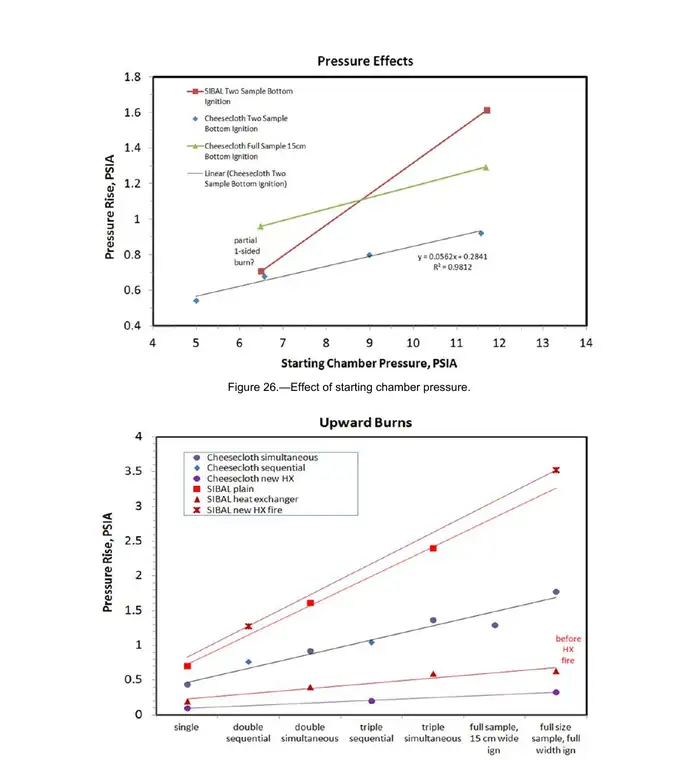 Pressure Effects
1.8
1.6
1.4
1.2
1
0.8
0.6
0.4
Pressure Rise, PSIA
SIBAL Two Sample Bottom
Ignition
Cheesecloth Two Sample
Bottom Ignition
Cheesecloth Full Sample 15cm
Bottom Ignition
Linear (Cheesecloth Two
Sample Bottom Ignition)
partial
1-sided
burn?
y = 0.0562x + 0.2841
R² = 0.9812
4 5 6 7 8 9 10 11 12 13 14
Starting Chamber Pressure, PSIA
Figure 26.—Effect of starting chamber pressure.
Upward Burns
4
3.5
3
2.5
2
1.5
1
0.5
0
Pressure Rise, PSIA
Cheesecloth simultaneous
Cheesecloth sequential
Cheesecloth new HX
SIBAL plain
SIBAL heat exchanger
SIBAL new HX fire
before
HX
fire
single double double triple triple full sample, full size
sequential simultaneous sequential simultaneous 15 cm wide sample, full
ign width ign